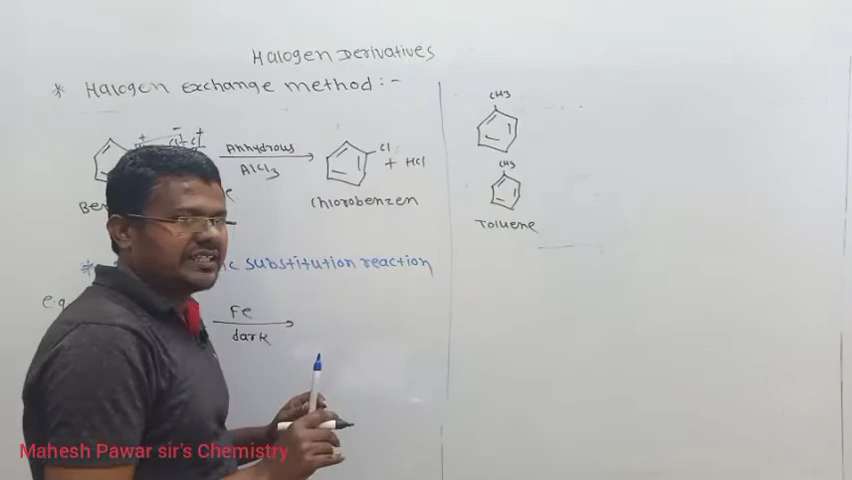 Halogen Derivatives
* Halogen exchange method:-
Anhydrous
AlCl3
Cl
+ HCl
Chlorobenzen
substitution reaction
e.g
Fe
dark
CH3
CH3
Toluene
Mahesh Pawar sir's Chemistry